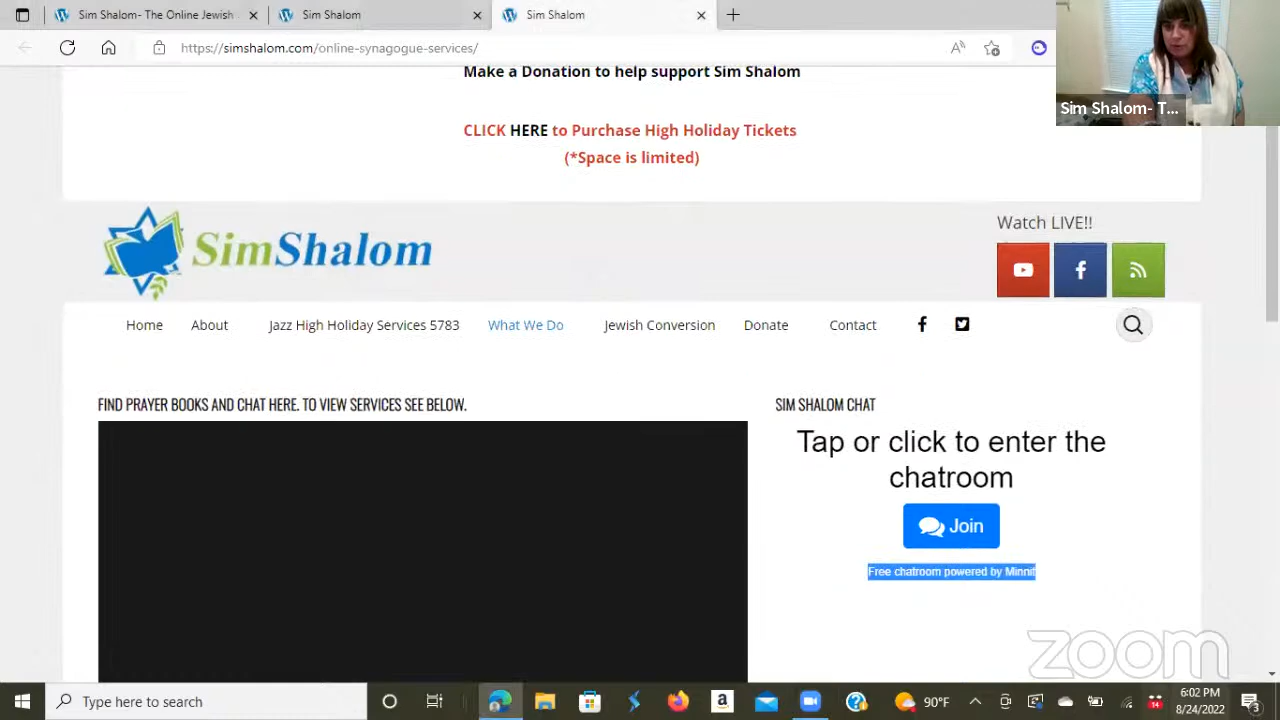 Sim Shalom - The Online Jewish
Sim Shalom
Sim Shalom
https://simshalom.com/online-synagogue-services/
Make a Donation to help support Sim Shalom
Sim Shalom- T...
CLICK HERE to Purchase High Holiday Tickets
(*Space is limited)
SimShalom
Watch LIVE!!
Home About Jazz High Holiday Services 5783 What We Do Jewish Conversion Donate Contact
FIND PRAYER BOOKS AND CHAT HERE. TO VIEW SERVICES SEE BELOW.
SIM SHALOM CHAT
Tap or click to enter the
chatroom
Join
Free chatroom powered by Minnit
zoom
Type here to search
90°F
14
6:02 PM
8/24/2022
3